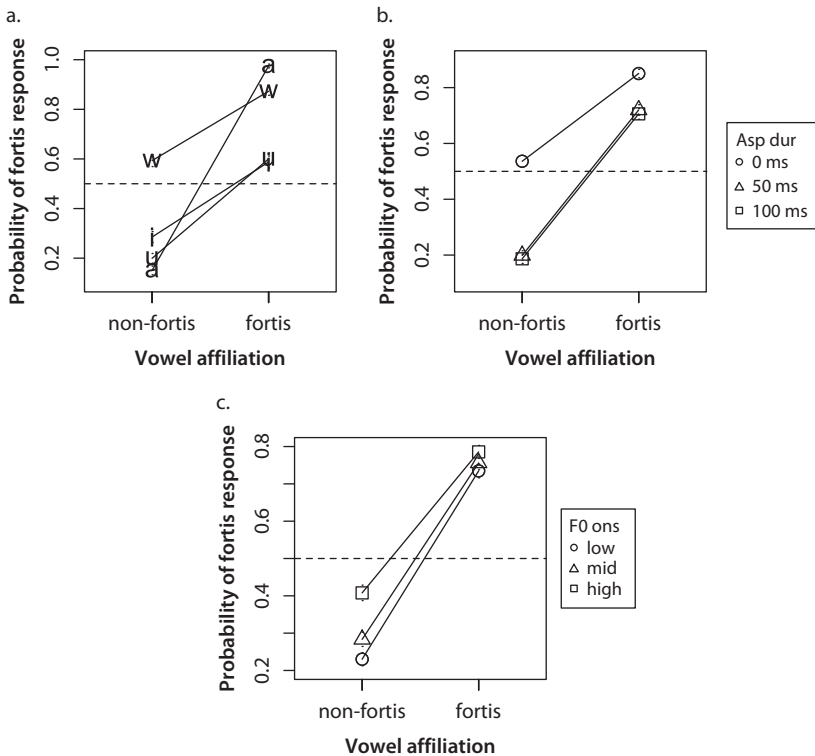 a.
Probability of fortis response
1.0
0.8
0.6
0.4
0.2
a
w
w
i
u
a
non-fortis
fortis
Vowel affiliation
b.
Probability of fortis response
0.8
0.6
0.4
0.2
non-fortis
fortis
Vowel affiliation
Asp dur
0 ms
50 ms
100 ms
c.
Probability of fortis response
0.8
0.6
0.4
0.2
non-fortis
fortis
Vowel affiliation
F0 ons
low
mid
high